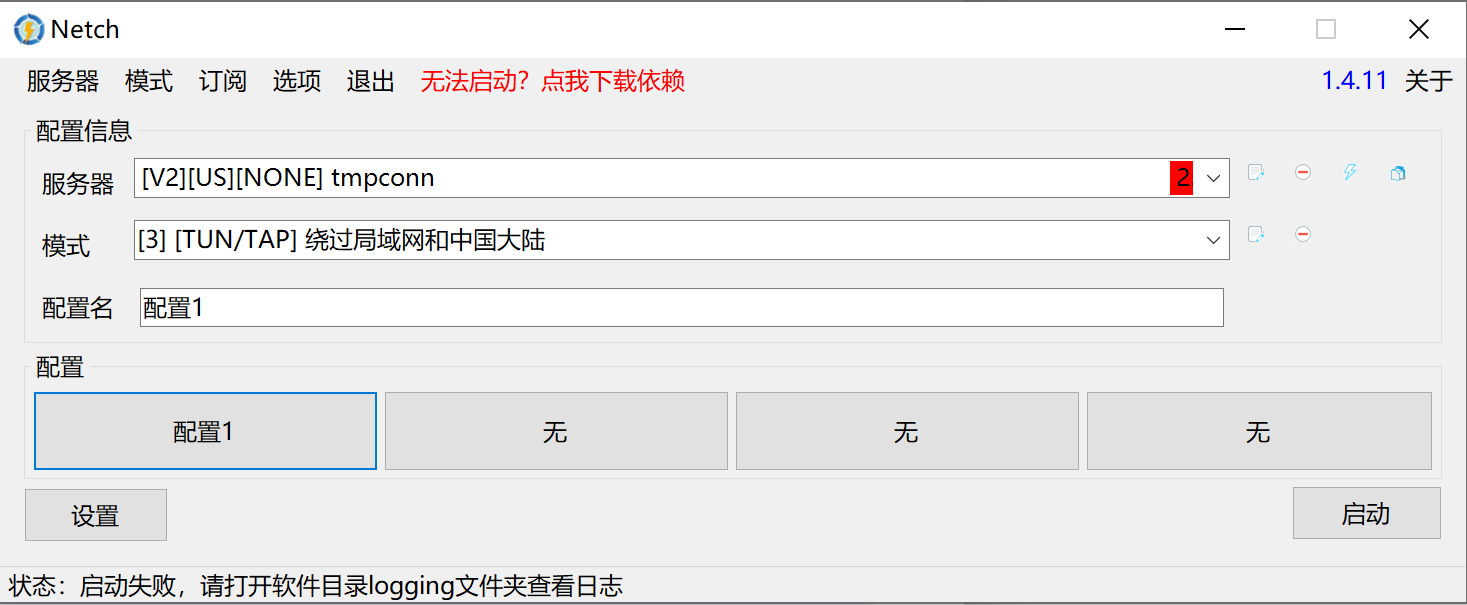 Netch
服务器 模式 订阅 选项 退出 无法启动？点我下载依赖 1.4.11 关于
配置信息
服务器 [V2][US][NONE] tmpconn 2
模式 [3] [TUN/TAP] 绕过局域网和中国大陆
配置名 配置1
配置
配置1 无 无 无
设置 启动
状态：启动失败，请打开软件目录logging文件夹查看日志